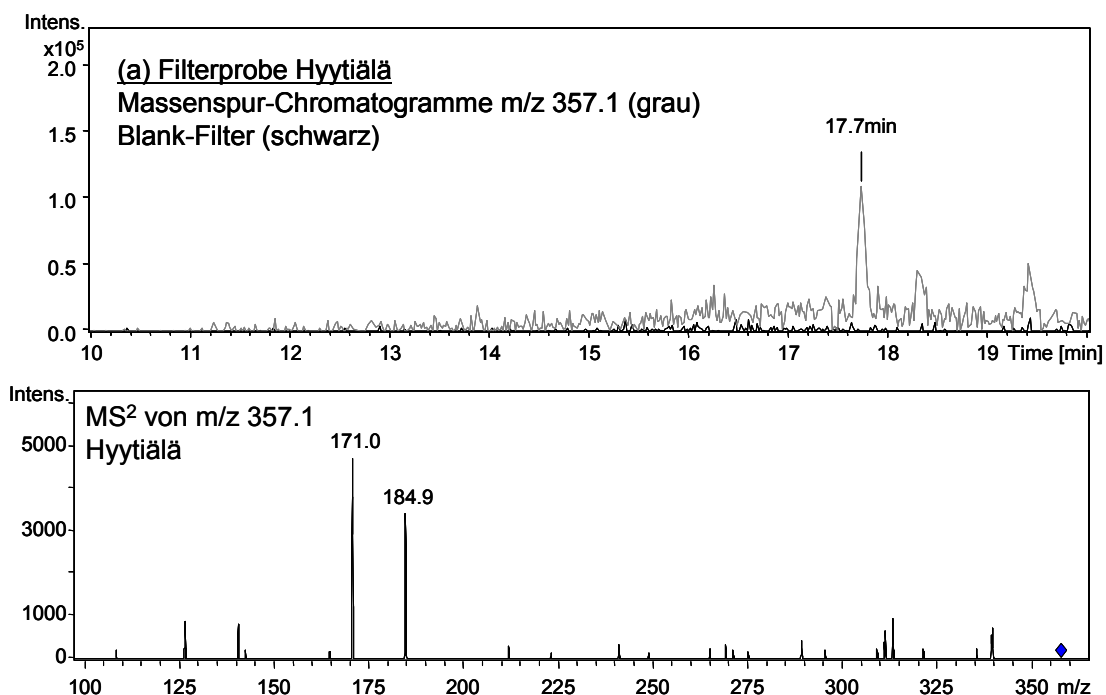 Intens.
x10⁵
2.0
1.5
1.0
0.5
0.0
(a) Filterprobe Hyytiälä
Massenspur-Chromatogramme m/z 357.1 (grau)
Blank-Filter (schwarz)
17.7min
10 11 12 13 14 15 16 17 18 19 Time [min]
Intens.
5000
3000
1000
0
MS² von m/z 357.1
Hyytiälä
171.0
184.9
100 125 150 175 200 225 250 275 300 325 350 m/z